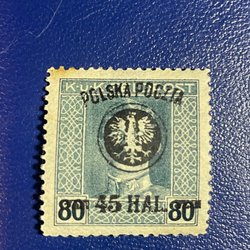 POLSKA POCZTA
80 45 HAL. 80